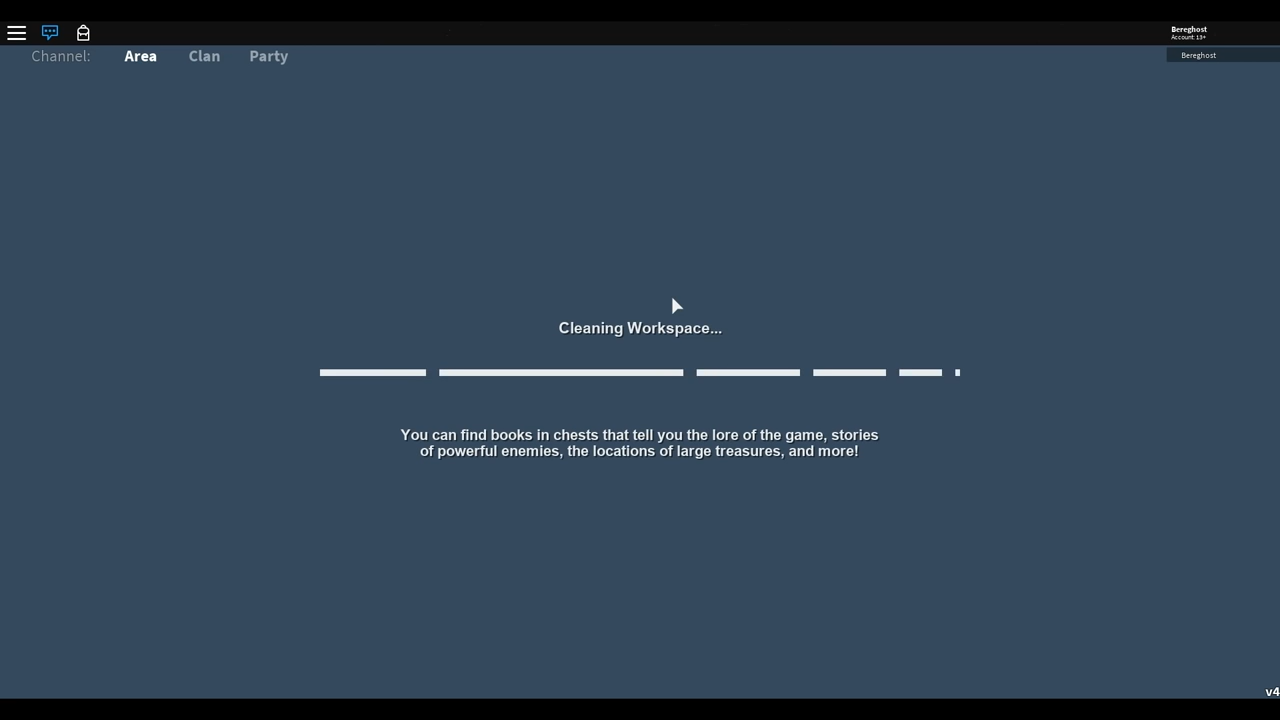 Bereghost
Account: 13+
Channel: Area Clan Party
Bereghost
Cleaning Workspace...
You can find books in chests that tell you the lore of the game, stories
of powerful enemies, the locations of large treasures, and more!
v4